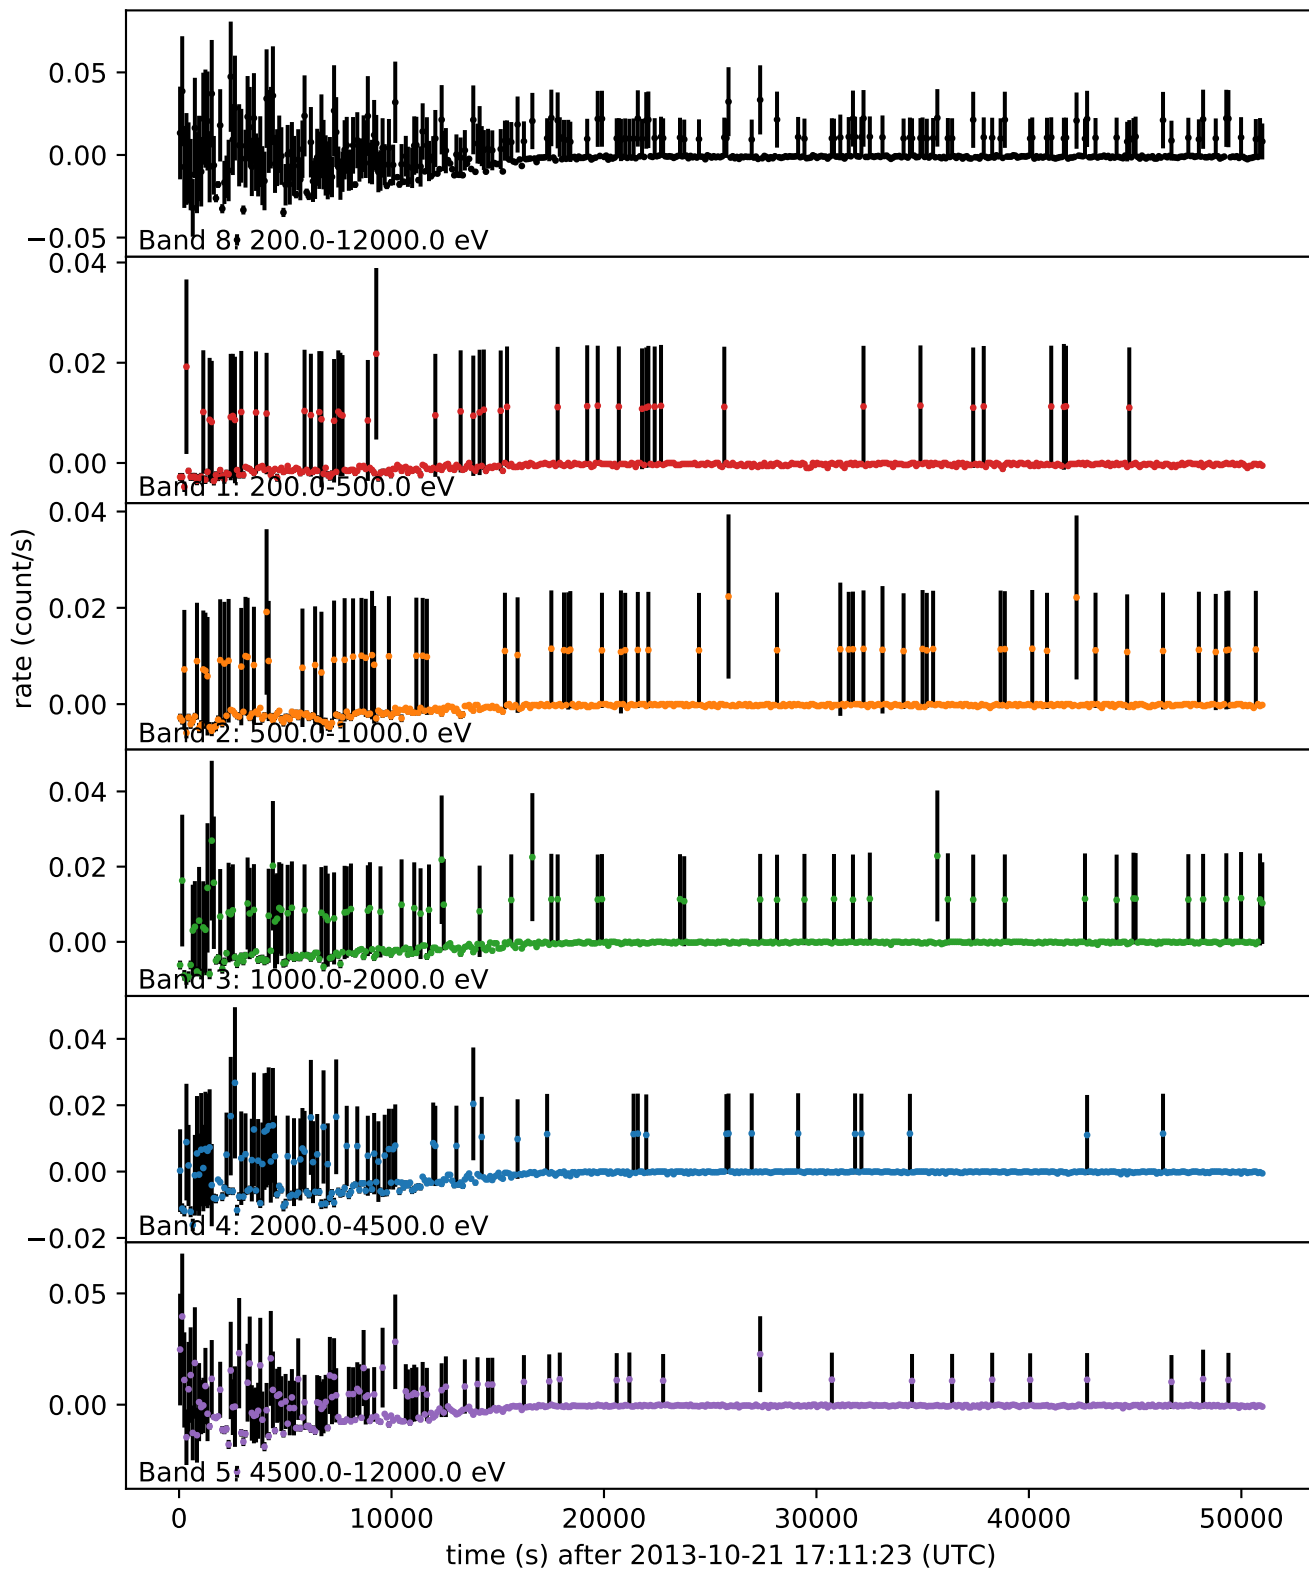 0.05
0.00
−0.05
Band 8: 200.0-12000.0 eV
0.04
0.02
0.00
Band 1: 200.0-500.0 eV
0.04
0.02
0.00
Band 2: 500.0-1000.0 eV
rate (count/s)
0.04
0.02
0.00
Band 3: 1000.0-2000.0 eV
0.04
0.02
0.00
−0.02
Band 4: 2000.0-4500.0 eV
0.05
0.00
Band 5: 4500.0-12000.0 eV
0 10000 20000 30000 40000 50000
time (s) after 2013-10-21 17:11:23 (UTC)